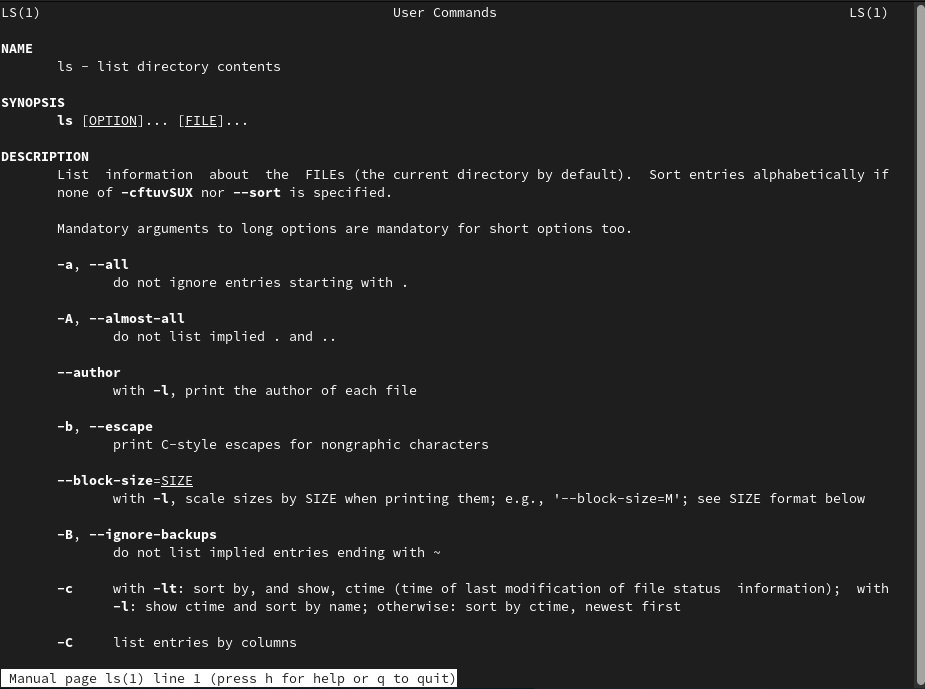 LS(1) User Commands LS(1)
NAME
ls - list directory contents
SYNOPSIS
ls [OPTION]... [FILE]...
DESCRIPTION
List information about the FILEs (the current directory by default). Sort entries alphabetically if
none of -cftuvSUX nor --sort is specified.
Mandatory arguments to long options are mandatory for short options too.
-a, --all
do not ignore entries starting with .
-A, --almost-all
do not list implied . and ..
--author
with -l, print the author of each file
-b, --escape
print C-style escapes for nongraphic characters
--block-size=SIZE
with -l, scale sizes by SIZE when printing them; e.g., '--block-size=M'; see SIZE format below
-B, --ignore-backups
do not list implied entries ending with ~
-c with -lt: sort by, and show, ctime (time of last modification of file status information); with
-l: show ctime and sort by name; otherwise: sort by ctime, newest first
-C list entries by columns
Manual page ls(1) line 1 (press h for help or q to quit)